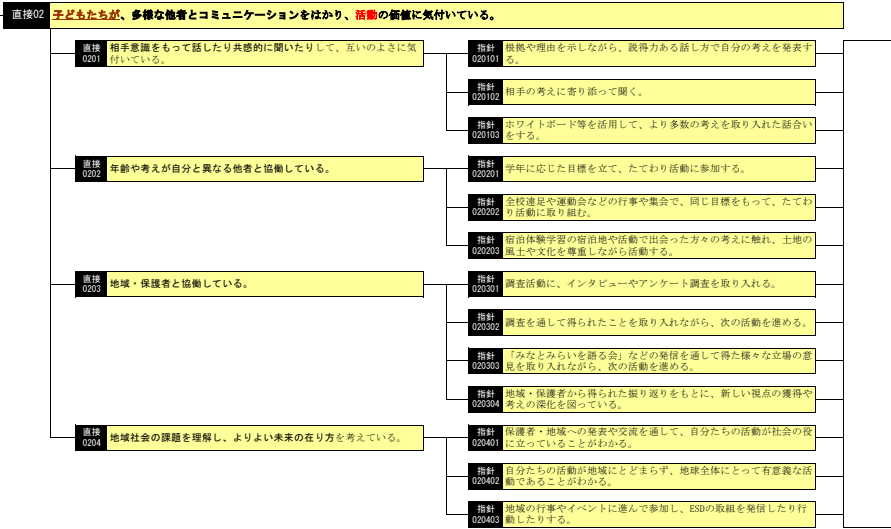 直接02 子どもたちが、多様な他者とコミュニケーションをはかり、活動の価値に気付いている。
直接
0201
相手意識をもって話したり共感的に聞いたりして、互いのよさに気
付いている。
指針
020101
根拠や理由を示しながら、説得力ある話し方で自分の考えを発表す
る。
指針
020102
相手の考えに寄り添って聞く。
指針
020103
ホワイトボード等を活用して、より多数の考えを取り入れた話合い
をする。
直接
0202
年齢や考えが自分と異なる他者と協働している。
指針
020201
学年に応じた目標を立て、たてわり活動に参加する。
指針
020202
全校遠足や運動会などの行事や集会で、同じ目標をもって、たてわ
り活動に取り組む。
指針
020203
宿泊体験学習の宿泊地や活動で出会った方々の考えに触れ、土地の
風土や文化を尊重しながら活動する。
直接
0203
地域・保護者と協働している。
指針
020301
調査活動に、インタビューやアンケート調査を取り入れる。
指針
020302
調査を通して得られたことを取り入れながら、次の活動を進める。
指針
020303
「みなとみらいを語る会」などの発信を通して得た様々な立場の意
見を取り入れながら、次の活動を進める。
指針
020304
地域・保護者から得られた振り返りをもとに、新しい視点の獲得や
考えの深化を図っている。
直接
0204
地域社会の課題を理解し、よりよい未来の在り方を考えている。
指針
020401
保護者・地域への発表や交流を通して、自分たちの活動が社会の役
に立っていることがわかる。
指針
020402
自分たちの活動が地域にとどまらず、地球全体にとって有意義な活
動であることがわかる。
指針
020403
地域の行事やイベントに進んで参加し、ESDの取組を発信したり行
動したりする。